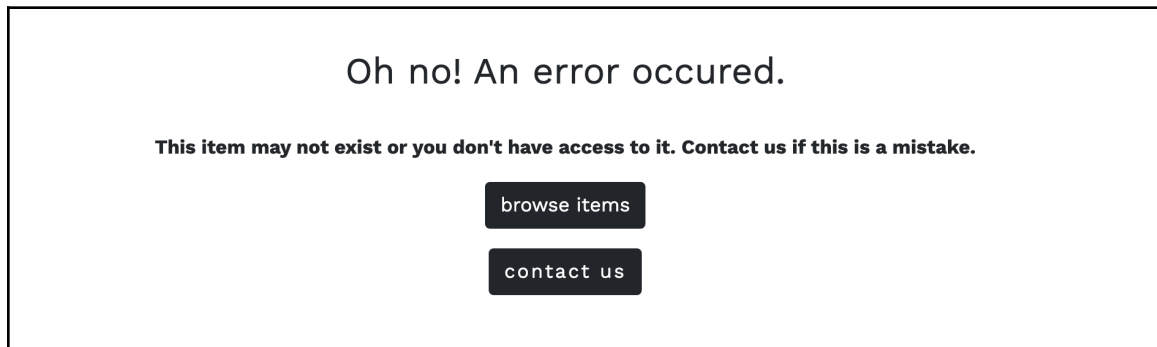 Oh no! An error occured.
This item may not exist or you don't have access to it. Contact us if this is a mistake.
browse items
contact us